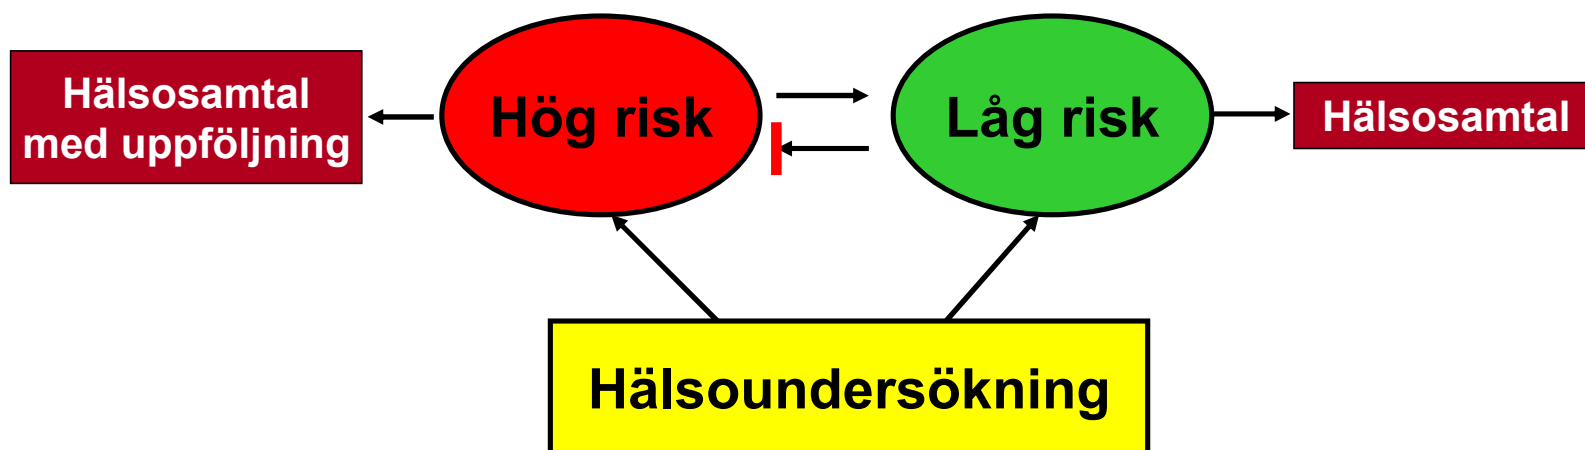 Hälsosamtal
med uppföljning
Hög risk
Låg risk
Hälsosamtal
Hälsoundersökning